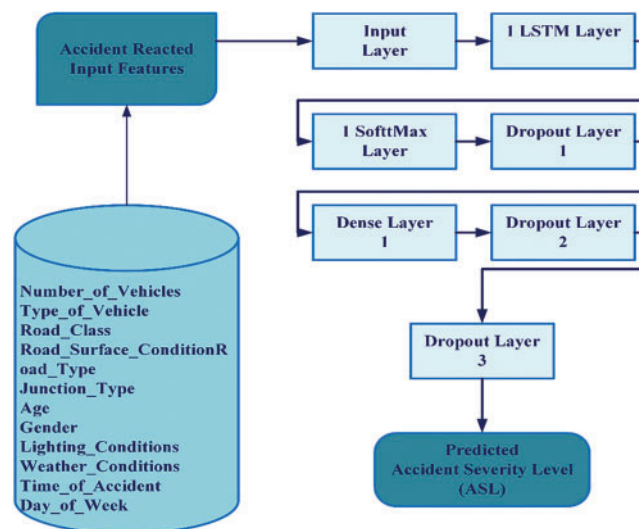 Accident Reacted
Input Features
Input
Layer
1 LSTM Layer
1 SofttMax
Layer
Dropout Layer
1
Dense Layer
1
Dropout Layer
2
Dropout Layer
3
Predicted
Accident Severity Level
(ASL)
Number_of_Vehicles
Type_of_Vehicle
Road_Class
Road_Surface_ConditionR
oad_Type
Junction_Type
Age
Gender
Lighting_Conditions
Weather_Conditions
Time_of_Accident
Day_of_Week